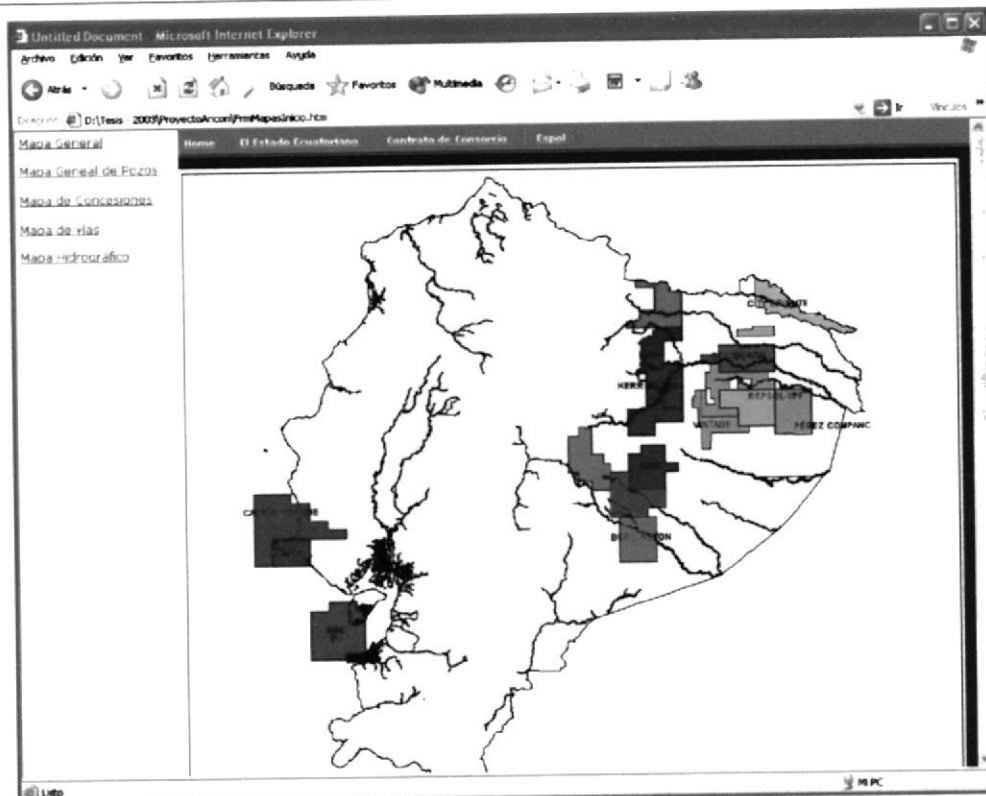 Untitled Document - Microsoft Internet Explorer
Archivo Edición Ver Favoritos Herramientas Ayuda
Atrás Búsqueda Favoritos Multimedia
D:\Tesis - 2003\ProyectoAncon\FrmMapasInicio.htm Ir Vínculos
Mapa General
Mapa Geneal de Pozos
Mapa de Concesiones
Mapa de vías
Mapa Hidrográfico
Home El Estado Ecuatoriano Contrato de Consorcio Espol
REPSOL-YPF
VINTAGE
PÉREZ COMPANC
Listo
Mi PC